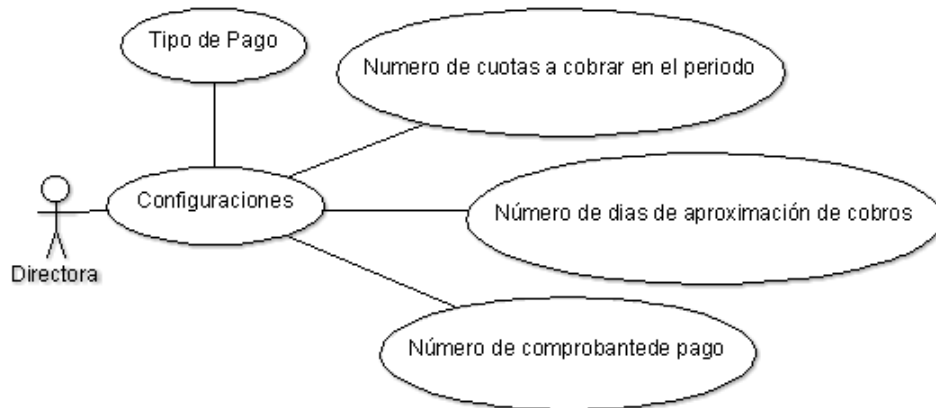 Tipo de Pago
Numero de cuotas a cobrar en el periodo
Configuraciones
Número de dias de aproximación de cobros
Directora
Número de comprobantede pago